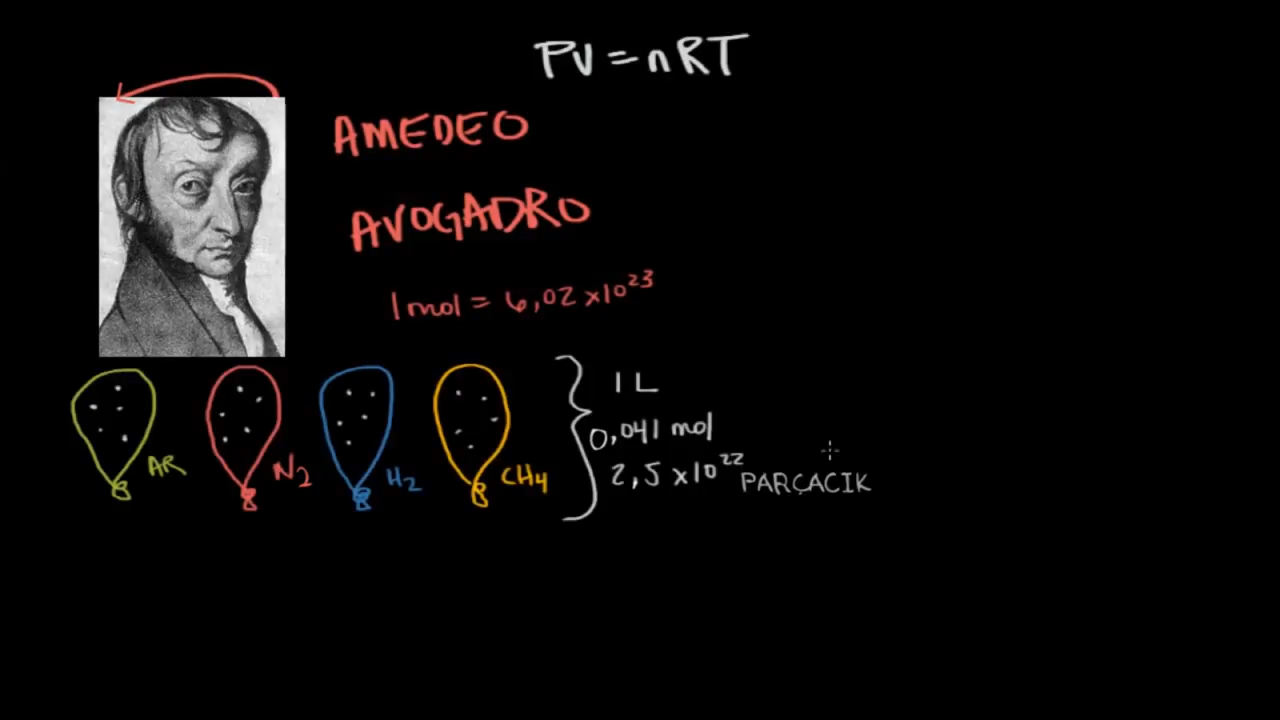 PV = nRT
AMEDEO
AVOGADRO
1 mol = 6,02 x 10²³
AR
N₂
H₂
CH₄
1 L
0,041 mol
2,5 x 10²² PARÇACIK